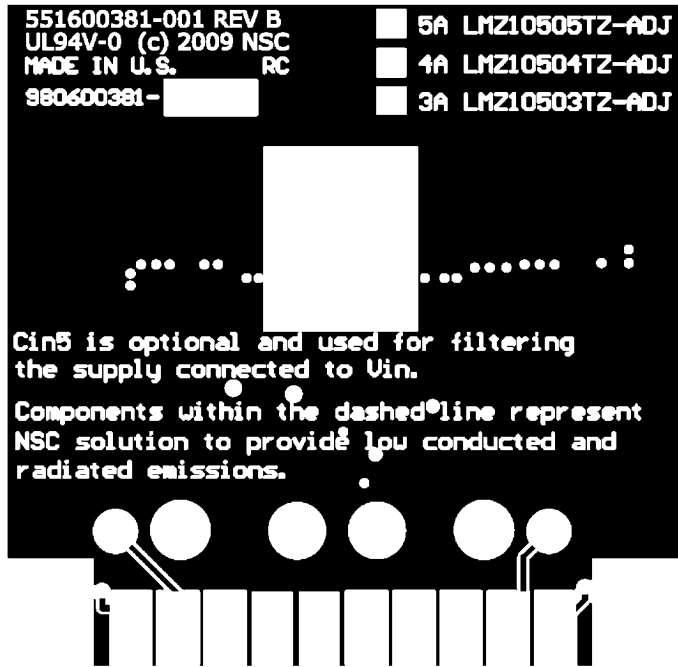 551600381-001 REV B
UL94V-0 (c) 2009 NSC
MADE IN U.S. RC
980600381-
5A LMZ10505TZ-ADJ
4A LMZ10504TZ-ADJ
3A LMZ10503TZ-ADJ
Cin5 is optional and used for filtering
the supply connected to Vin.
Components within the dashed line represent
NSC solution to provide low conducted and
radiated emissions.